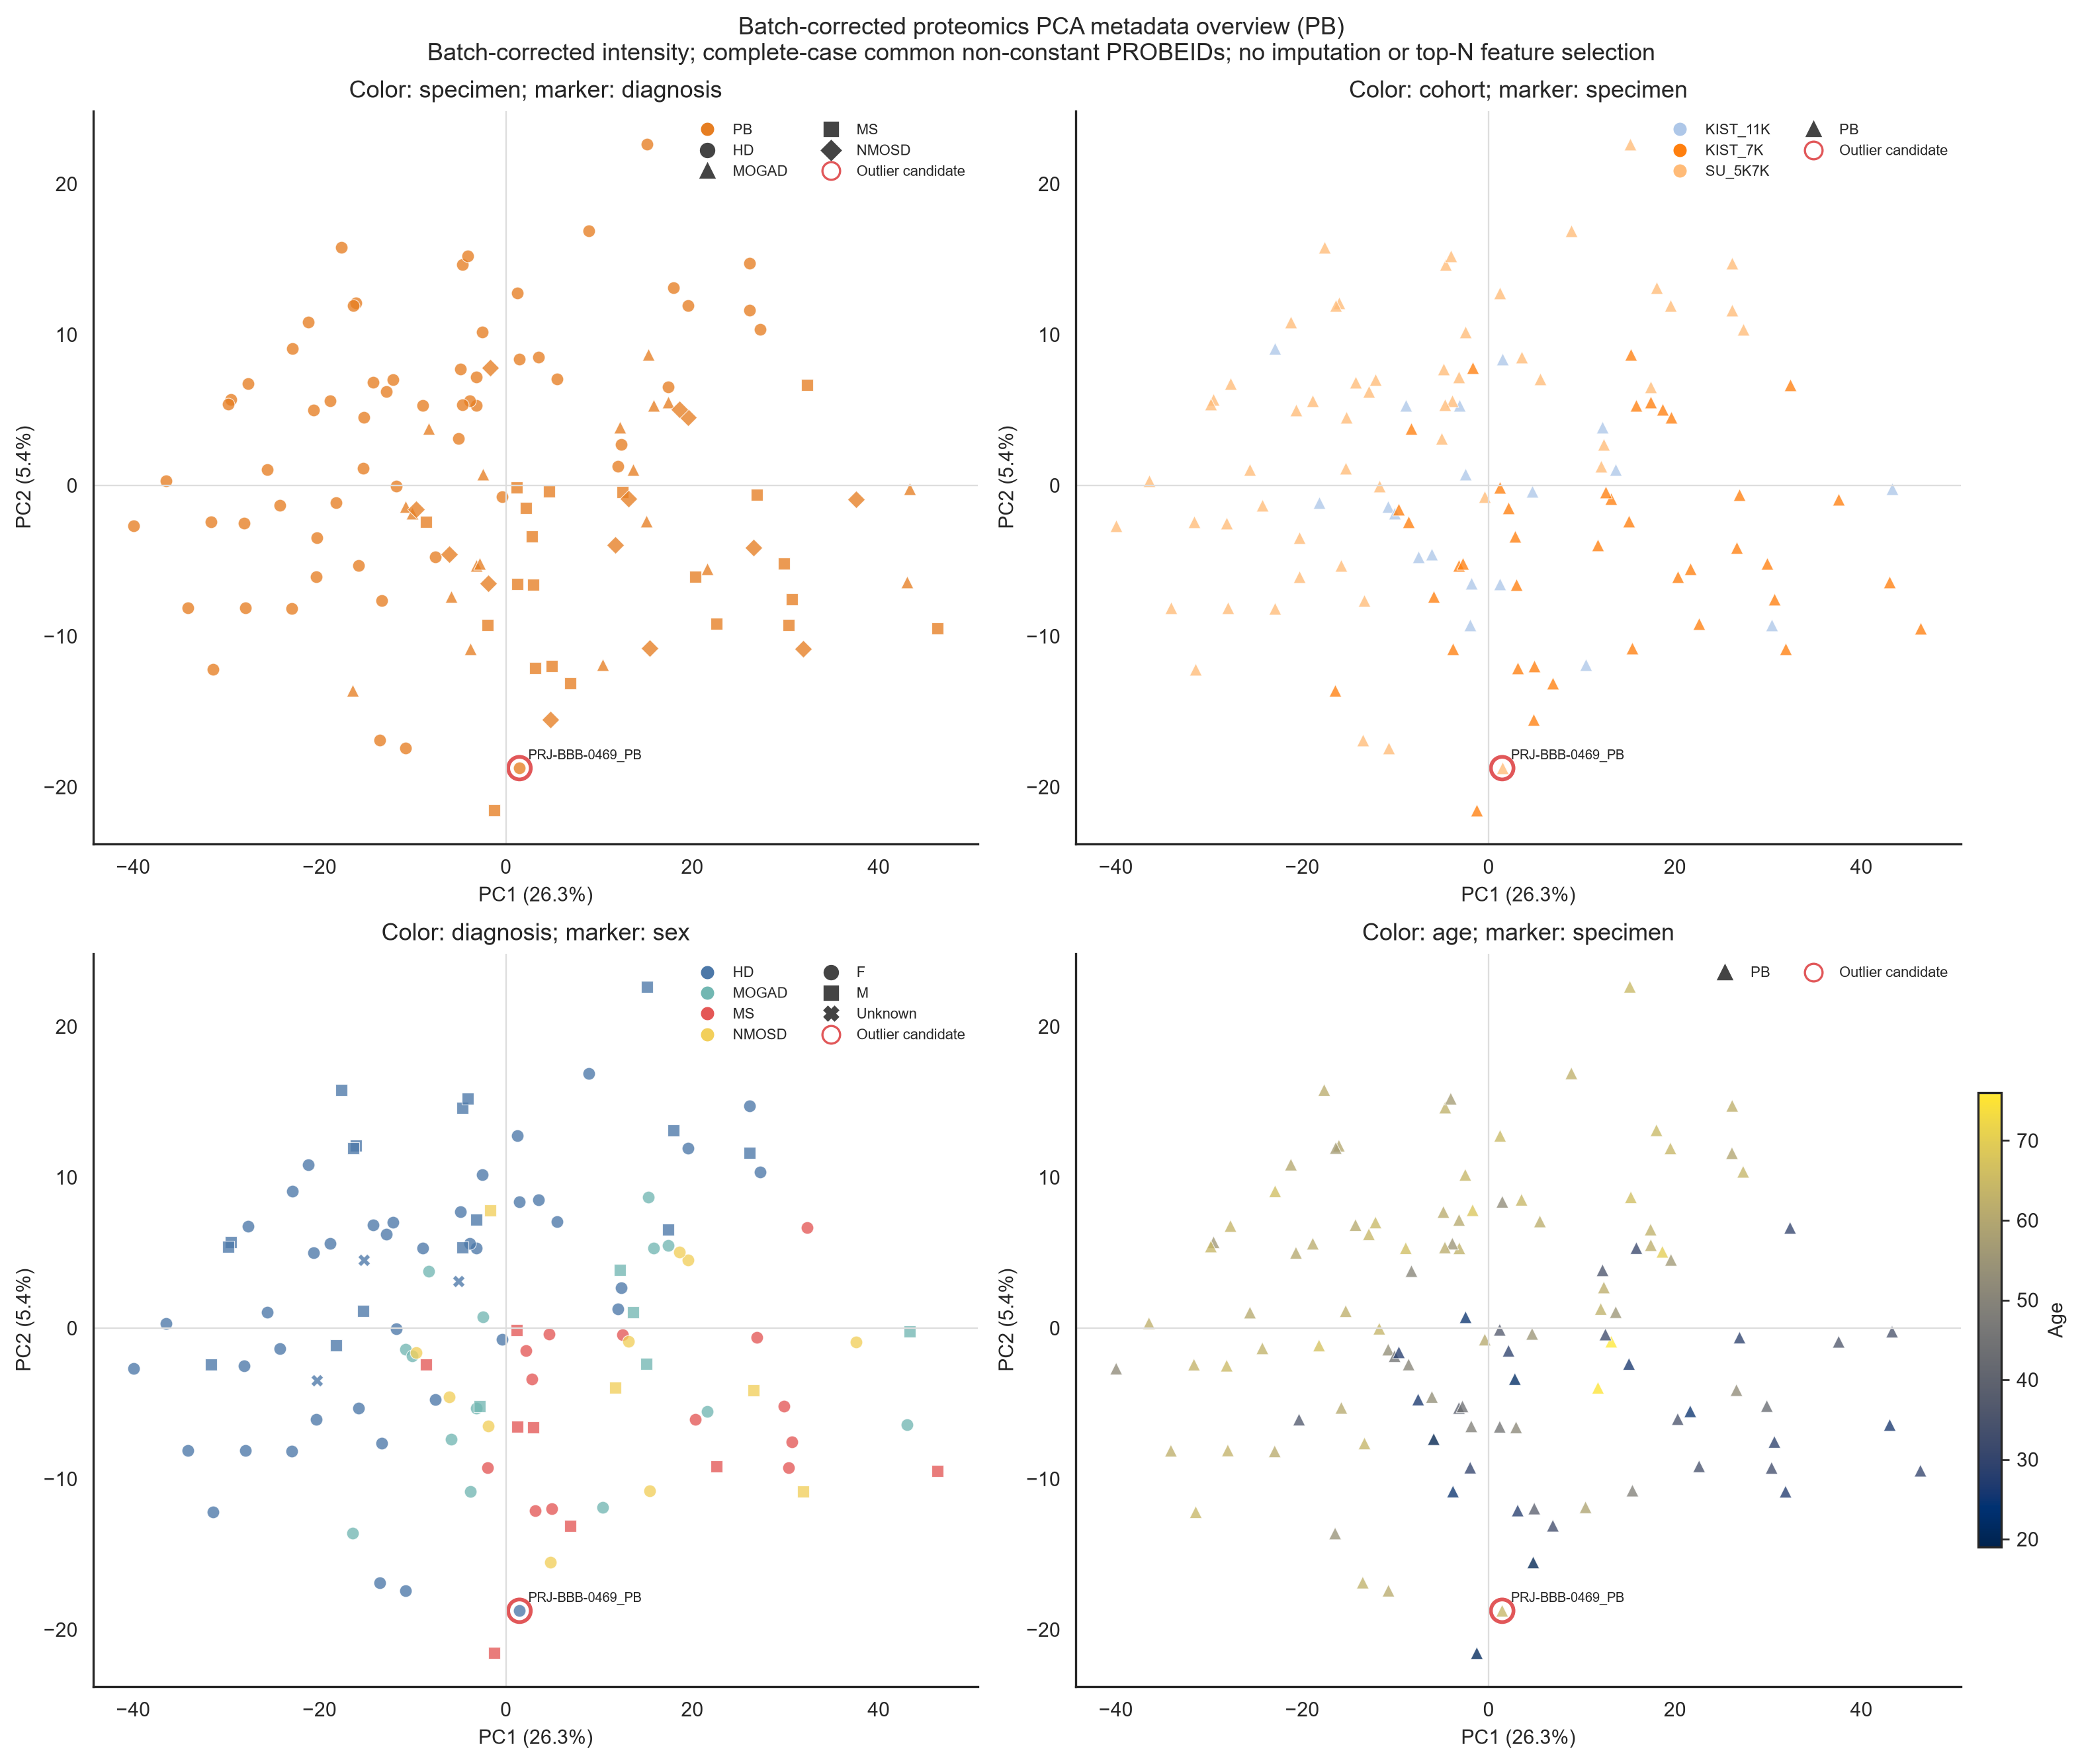 Batch-corrected proteomics PCA metadata overview (PB)
Batch-corrected intensity; complete-case common non-constant PROBEIDs; no imputation or top-N feature selection
Color: specimen; marker: diagnosis
PB
HD
MOGAD
MS
NMOSD
Outlier candidate
20
10
0
−10
−20
PC2 (5.4%)
PRJ-BBB-0469_PB
−40
−20
0
20
40
PC1 (26.3%)
Color: cohort; marker: specimen
KIST_11K
KIST_7K
SU_5K7K
PB
Outlier candidate
20
10
0
−10
−20
PC2 (5.4%)
PRJ-BBB-0469_PB
−40
−20
0
20
40
PC1 (26.3%)
Color: diagnosis; marker: sex
HD
MOGAD
MS
NMOSD
F
M
Unknown
Outlier candidate
20
10
0
−10
−20
PC2 (5.4%)
PRJ-BBB-0469_PB
−40
−20
0
20
40
PC1 (26.3%)
Color: age; marker: specimen
PB
Outlier candidate
20
10
0
−10
−20
PC2 (5.4%)
PRJ-BBB-0469_PB
−40
−20
0
20
40
PC1 (26.3%)
70
60
50
40
30
20
Age